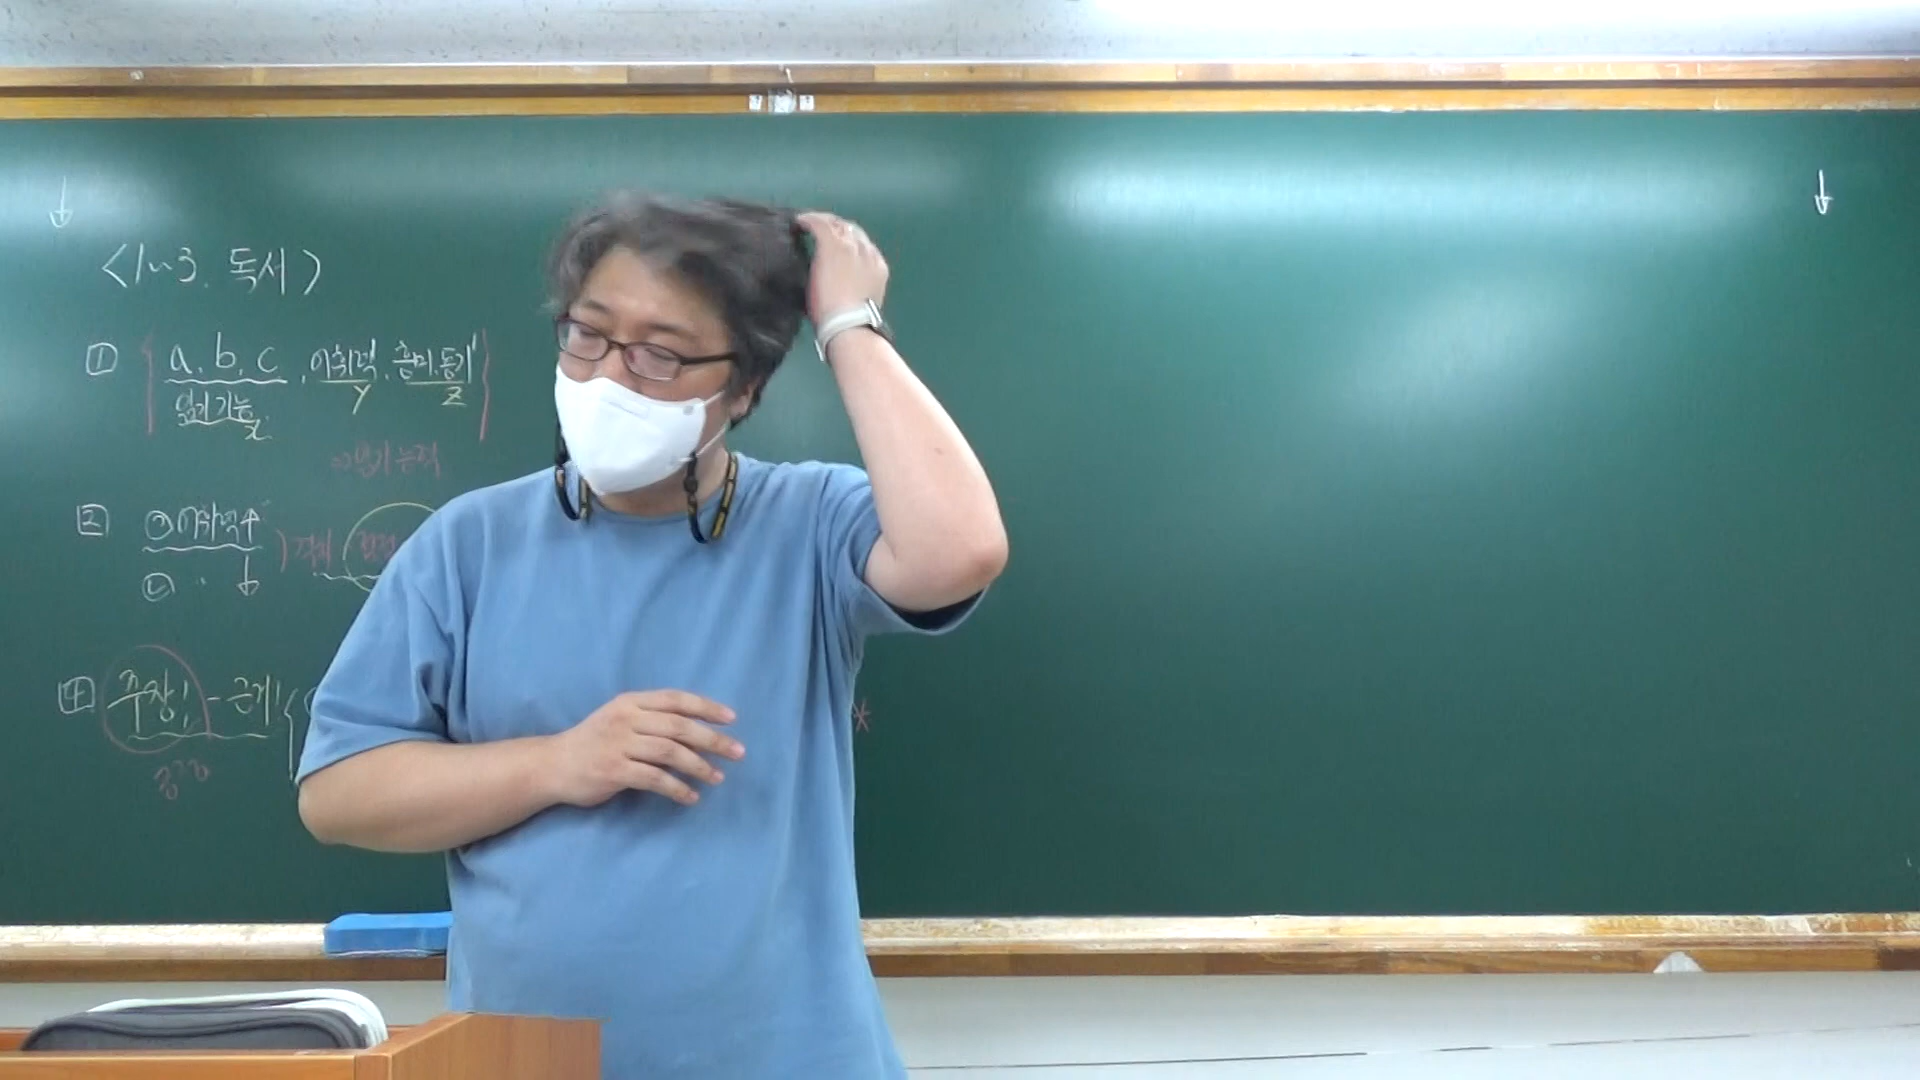 <1~3. 독서>
1 a. b. c, 어휘력, 흥미.동기
읽기 기능 y z
x
읽기 능력
2 ㉠ 어휘력↑
㉡ 〃 ↓
4 주장! - 근거!